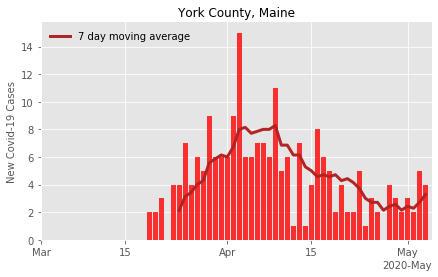 York County, Maine
7 day moving average
New Covid-19 Cases
14
12
10
8
6
4
2
0
Mar
15
Apr
15
May
2020-May